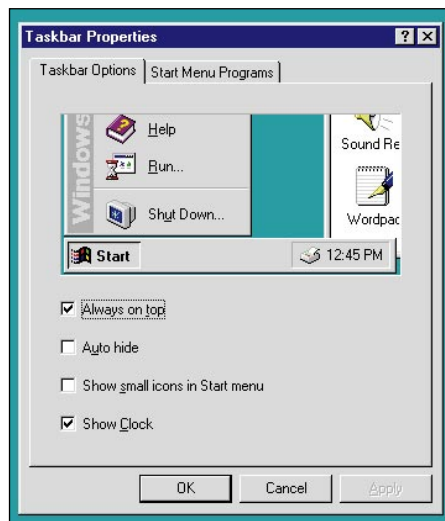 Taskbar Properties
Taskbar Options
Start Menu Programs
Windows
Help
Run...
Shut Down...
Sound Re
Wordpac
Start
12:45 PM
Always on top
Auto hide
Show small icons in Start menu
Show Clock
OK
Cancel
Apply